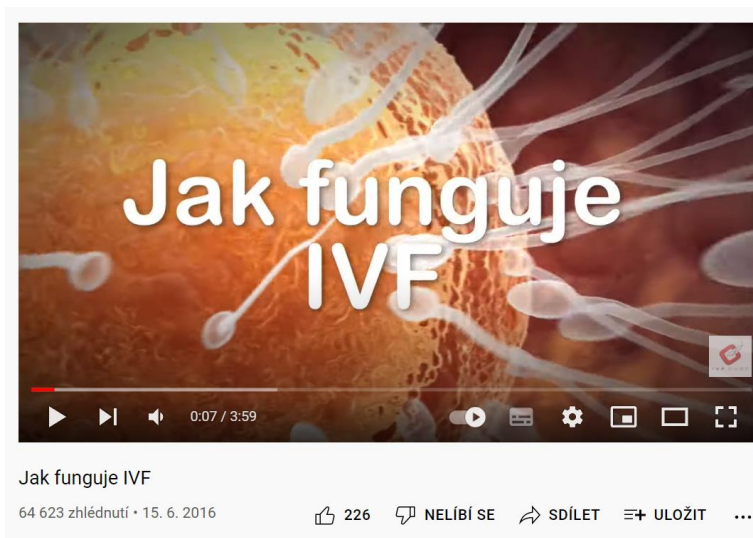 Jak funguje
IVF
0:07 / 3:59
Jak funguje IVF
64 623 zhlédnutí • 15. 6. 2016
226 NELÍBÍ SE SDÍLET ULOŽIT